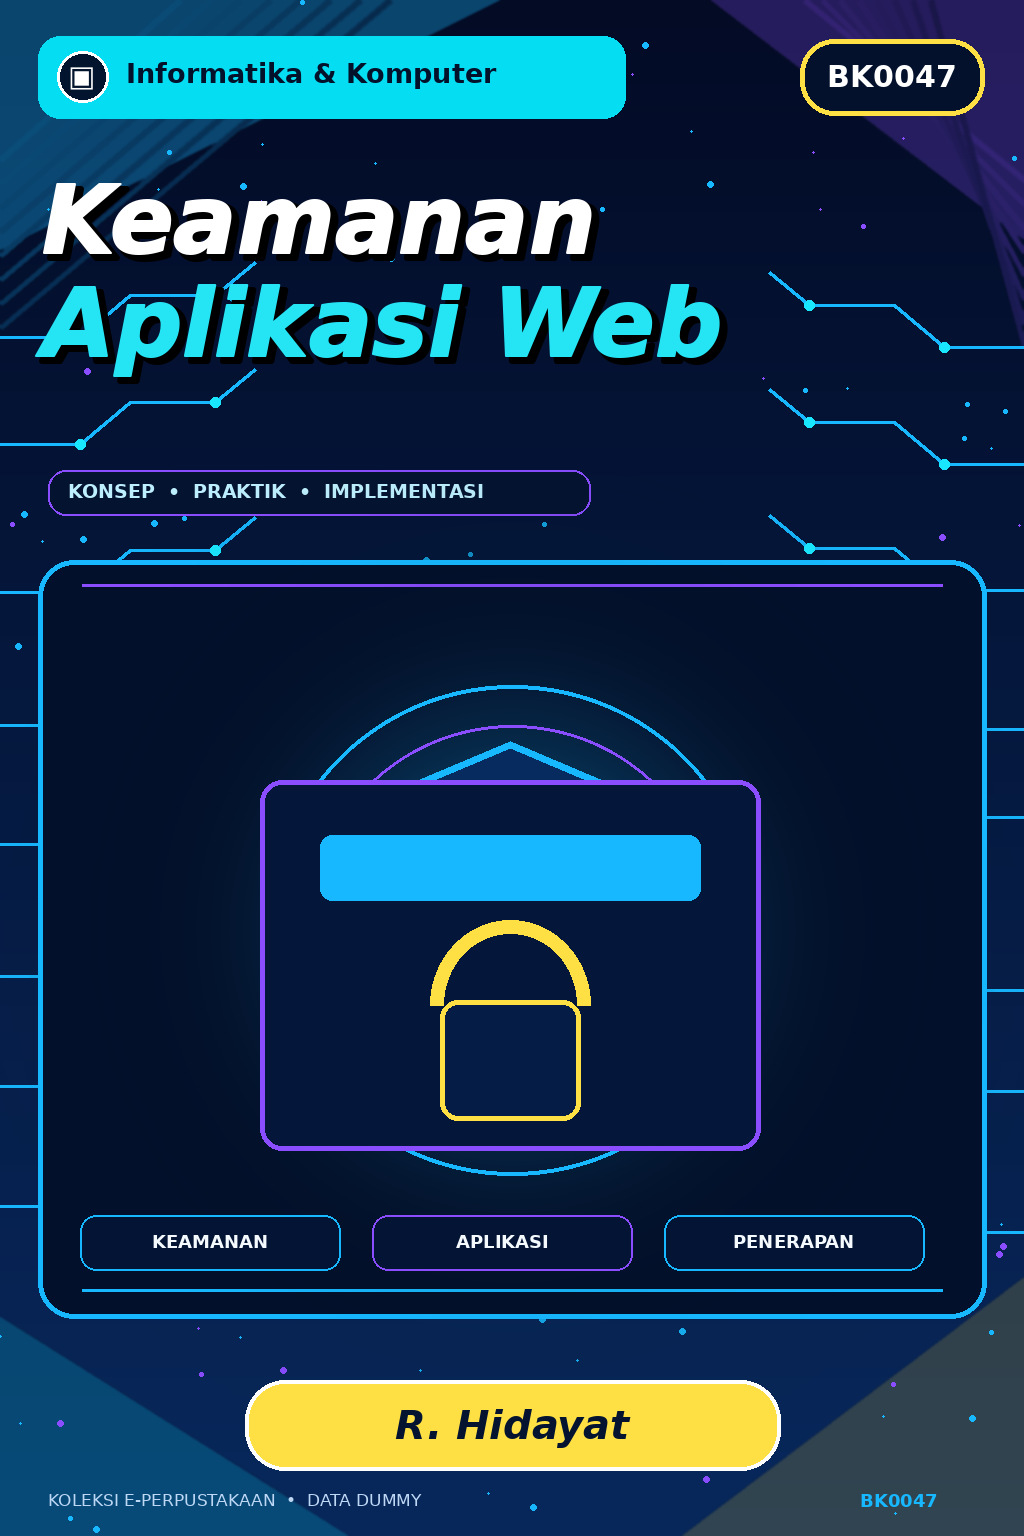 Informatika & Komputer
BK0047
Keamanan
Aplikasi Web
KONSEP • PRAKTIK • IMPLEMENTASI
KEAMANAN
APLIKASI
PENERAPAN
R. Hidayat
KOLEKSI E-PERPUSTAKAAN • DATA DUMMY
BK0047